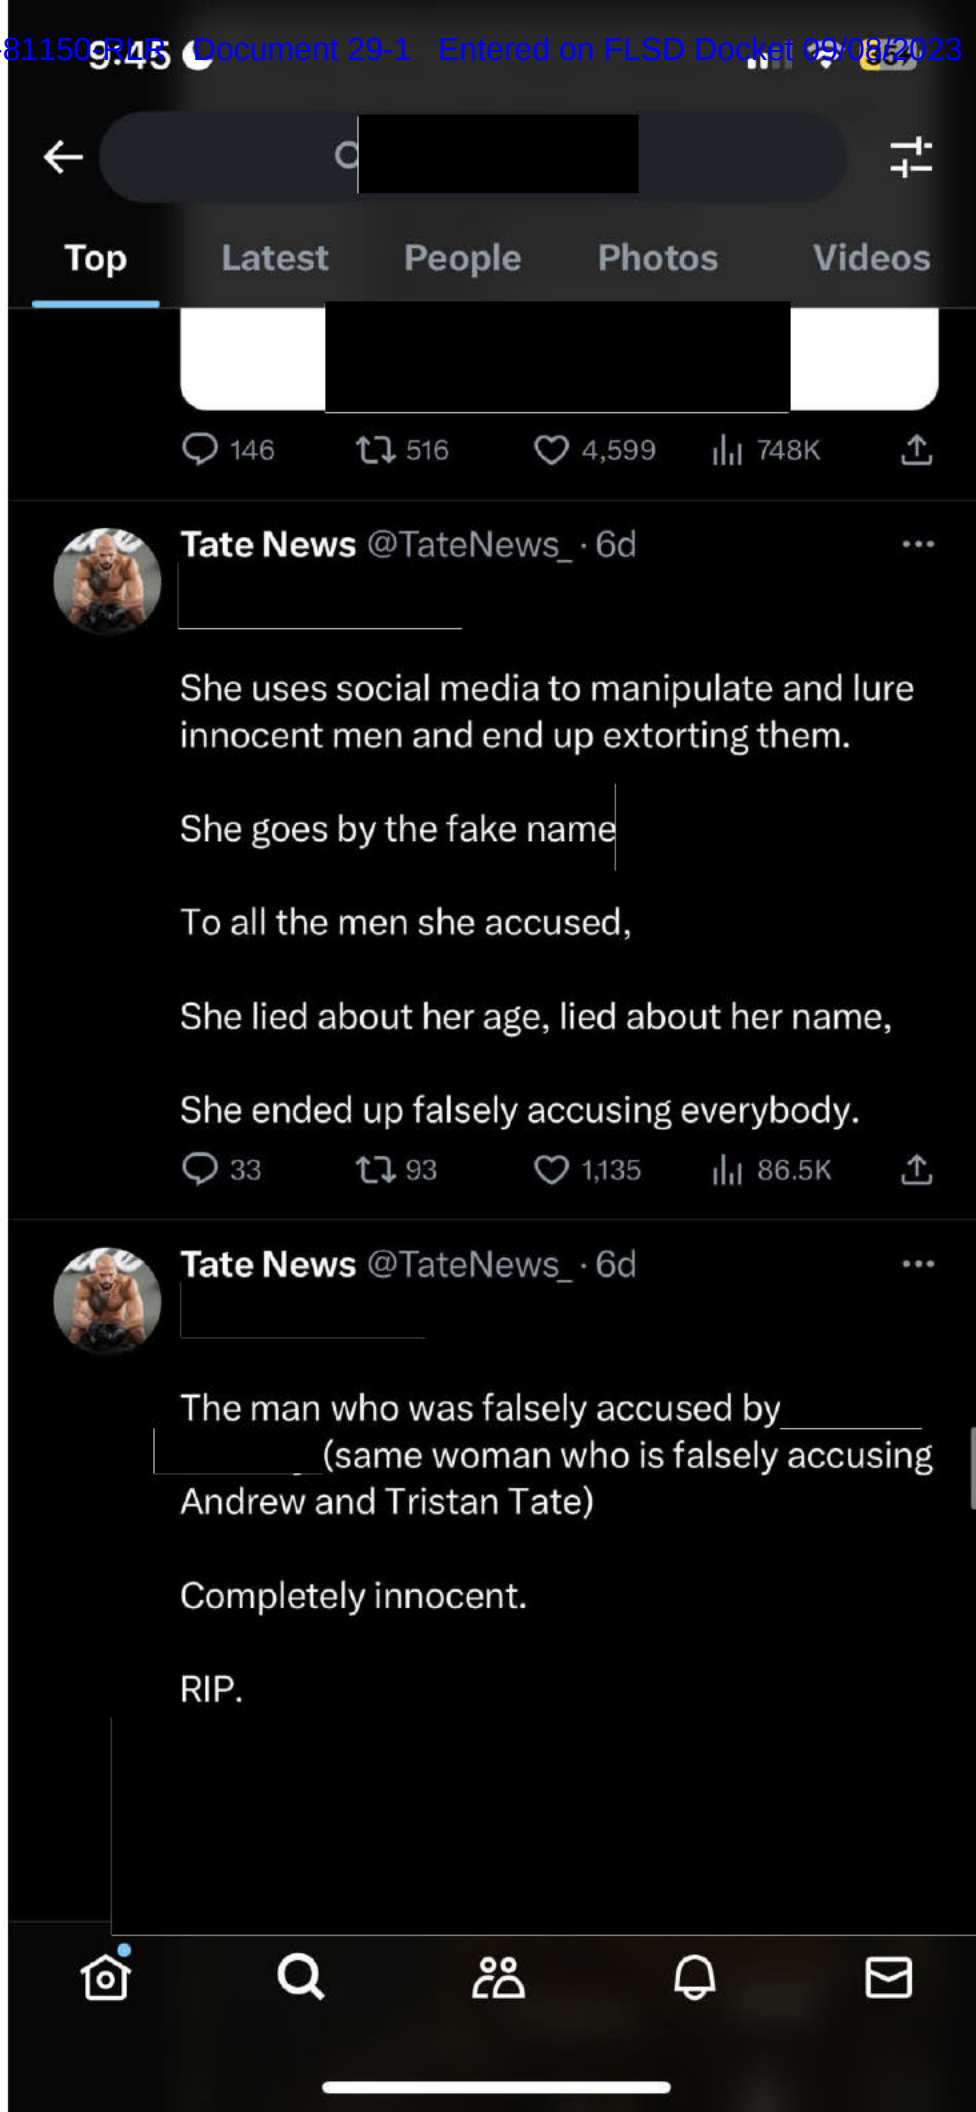 -81150-RLR Document 29-1 Entered on FLSD Docket 09/08/2023
9:45
Top Latest People Photos Videos
146 516 4,599 748K
Tate News @TateNews_ · 6d
She uses social media to manipulate and lure
innocent men and end up extorting them.
She goes by the fake name
To all the men she accused,
She lied about her age, lied about her name,
She ended up falsely accusing everybody.
33 93 1,135 86.5K
Tate News @TateNews_ · 6d
The man who was falsely accused by
(same woman who is falsely accusing
Andrew and Tristan Tate)
Completely innocent.
RIP.